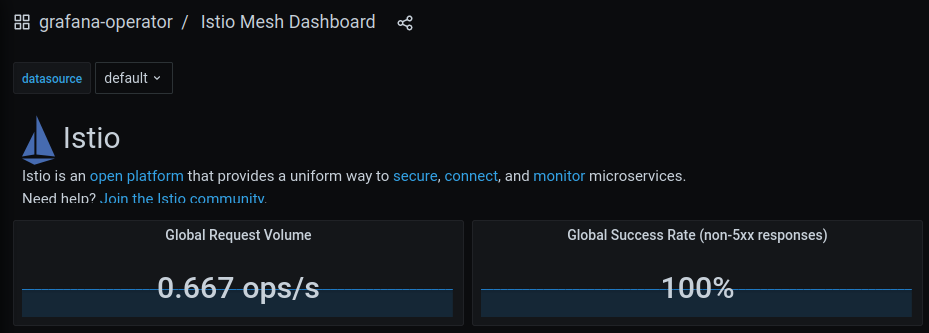 grafana-operator / Istio Mesh Dashboard
datasource default
Istio
Istio is an open platform that provides a uniform way to secure, connect, and monitor microservices.
Need help? Join the Istio community.
Global Request Volume
0.667 ops/s
Global Success Rate (non-5xx responses)
100%